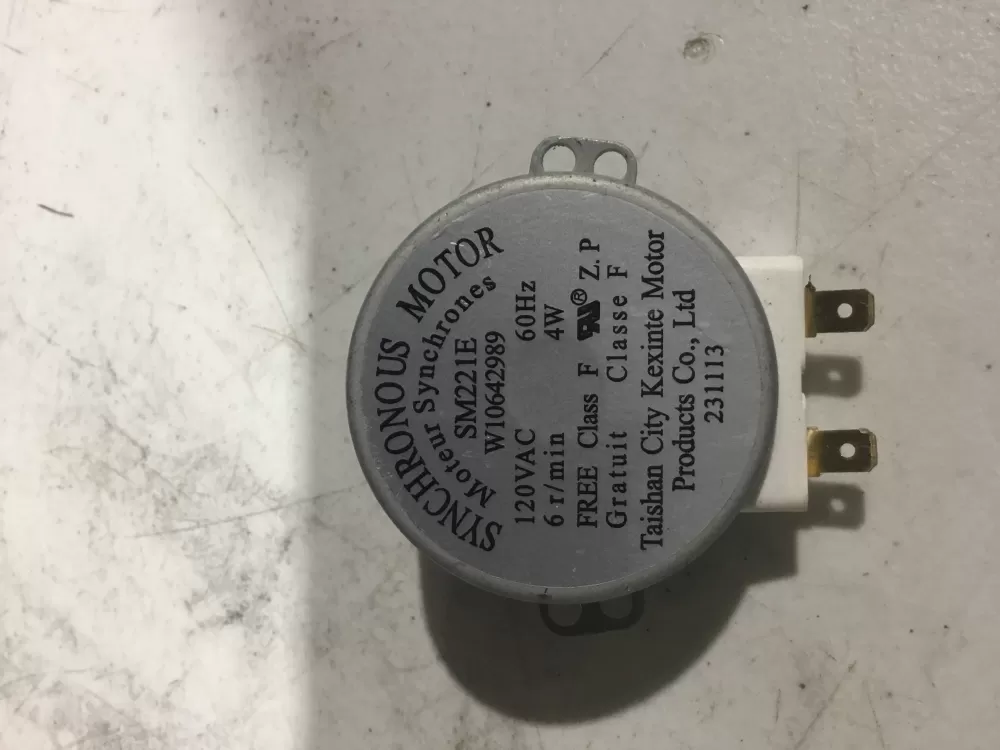 SYNCHRONOUS MOTOR
Moteur Synchrones
SM221E
W10642989
120VAC 60Hz
6 r/min 4W
FREE Class F RU® Z.P
Gratuit Classe F
Taishan City Kexinte Motor
Products Co., Ltd
231113